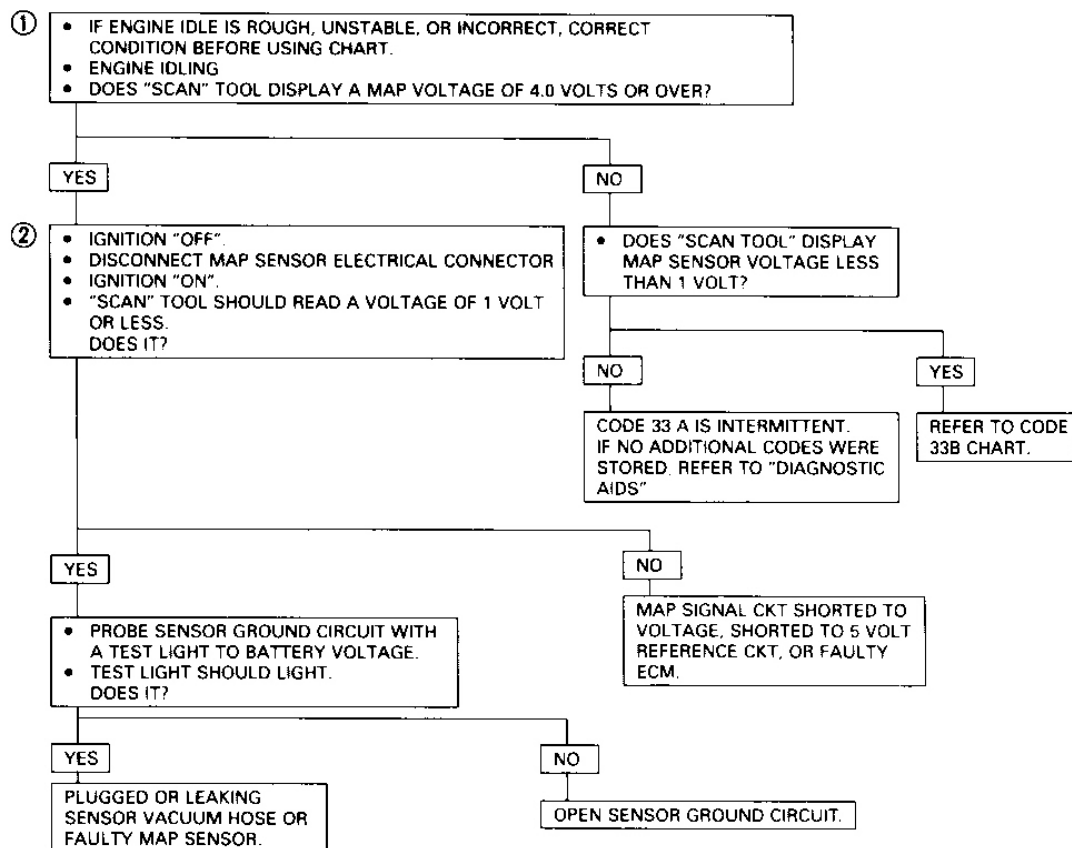 ①
• IF ENGINE IDLE IS ROUGH, UNSTABLE, OR INCORRECT, CORRECT
CONDITION BEFORE USING CHART.
• ENGINE IDLING
• DOES "SCAN" TOOL DISPLAY A MAP VOLTAGE OF 4.0 VOLTS OR OVER?
YES
NO
②
• IGNITION "OFF".
• DISCONNECT MAP SENSOR ELECTRICAL CONNECTOR
• IGNITION "ON".
• "SCAN" TOOL SHOULD READ A VOLTAGE OF 1 VOLT
OR LESS.
DOES IT?
• DOES "SCAN TOOL" DISPLAY
MAP SENSOR VOLTAGE LESS
THAN 1 VOLT?
NO
YES
CODE 33 A IS INTERMITTENT.
IF NO ADDITIONAL CODES WERE
STORED, REFER TO "DIAGNOSTIC
AIDS"
REFER TO CODE
33B CHART.
YES
NO
• PROBE SENSOR GROUND CIRCUIT WITH
A TEST LIGHT TO BATTERY VOLTAGE.
• TEST LIGHT SHOULD LIGHT.
DOES IT?
MAP SIGNAL CKT SHORTED TO
VOLTAGE, SHORTED TO 5 VOLT
REFERENCE CKT, OR FAULTY
ECM.
YES
NO
PLUGGED OR LEAKING
SENSOR VACUUM HOSE OR
FAULTY MAP SENSOR.
OPEN SENSOR GROUND CIRCUIT.